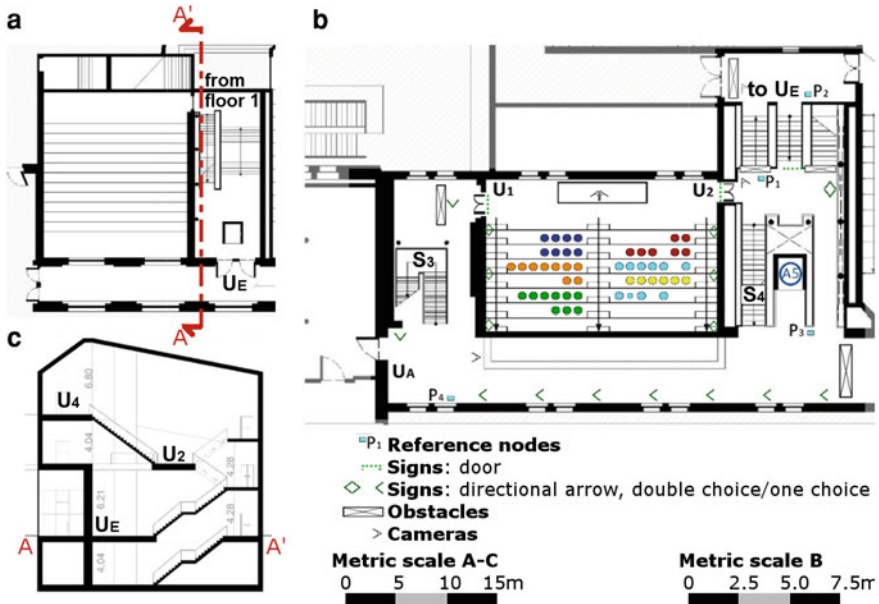 a
A'
from
floor 1
UE
A
b
to UE
P2
P1
U1
U2
S3
S4
A5
P3
UA
P4
c
6.80
U4
4.04
U2
4.28
6.21
UE
4.28
A
A'
4.04
P1 Reference nodes
Signs: door
Signs: directional arrow, double choice/one choice
Obstacles
Cameras
Metric scale A-C
0 5 10 15m
Metric scale B
0 2.5 5.0 7.5m